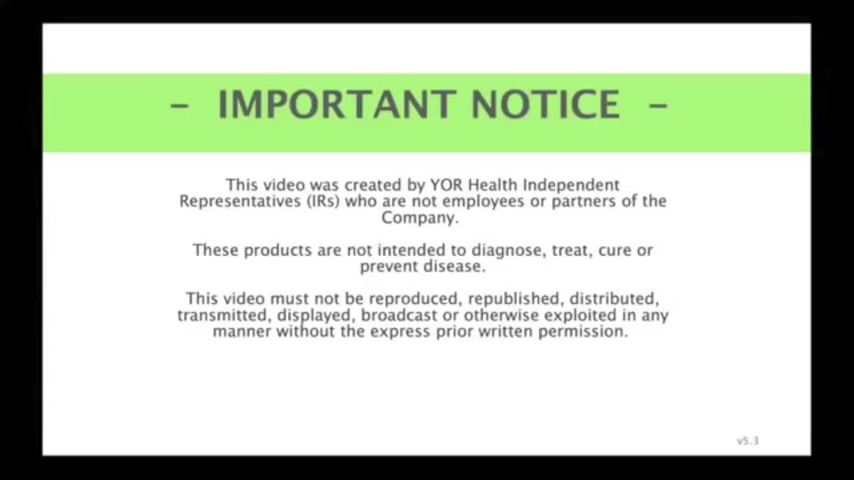 - IMPORTANT NOTICE -
This video was created by YOR Health Independent
Representatives (IRs) who are not employees or partners of the
Company.
These products are not intended to diagnose, treat, cure or
prevent disease.
This video must not be reproduced, republished, distributed,
transmitted, displayed, broadcast or otherwise exploited in any
manner without the express prior written permission.
v5.3